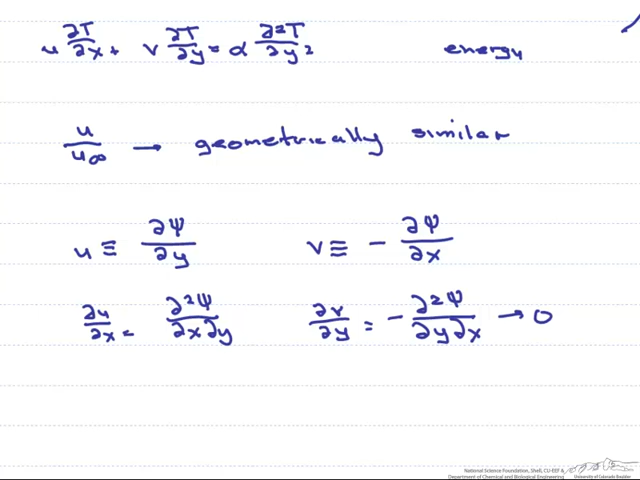 u ∂T/∂x + v ∂T/∂y = α ∂²T/∂y² energy
u/u∞ → geometrically similar
u ≡ ∂Ψ/∂y v ≡ - ∂Ψ/∂x
∂u/∂x = ∂²Ψ/∂x∂y ∂v/∂y = - ∂²Ψ/∂y∂x → 0
National Science Foundation, Shell, CU-EEF &
Department of Chemical and Biological Engineering University of Colorado Boulder